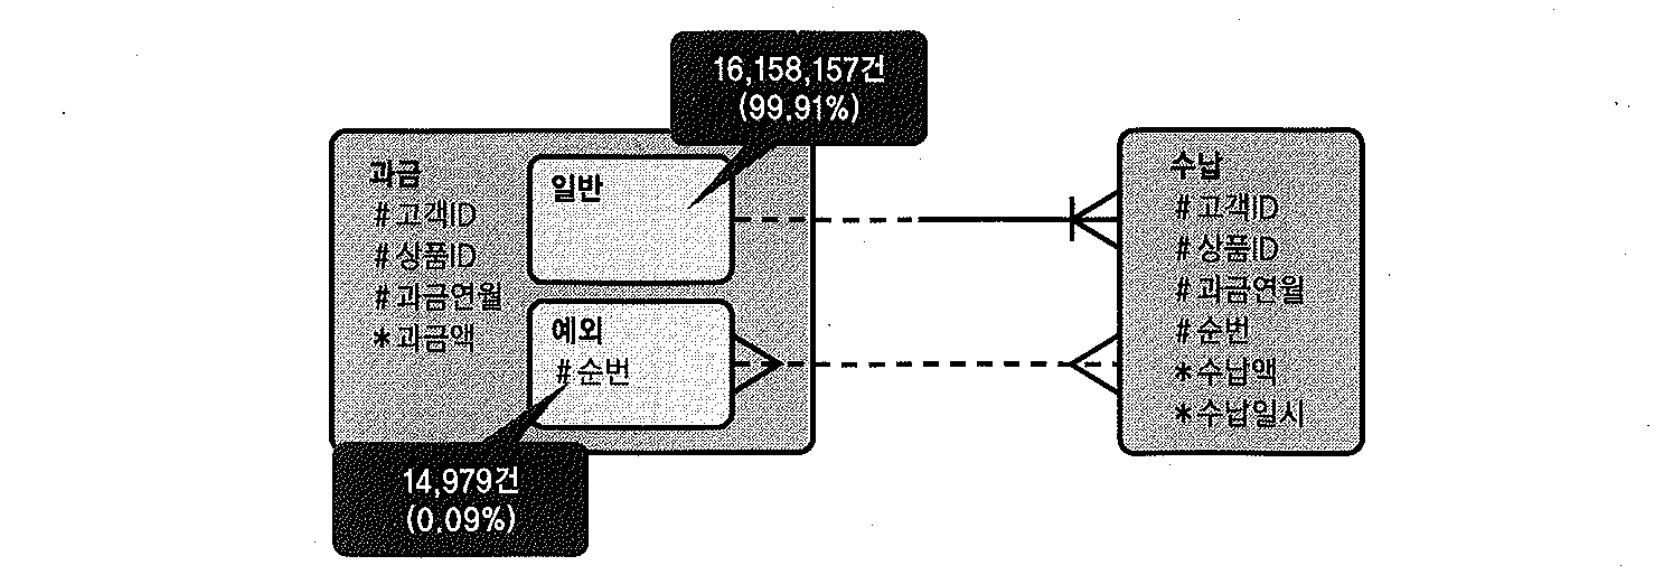 16,158,157건
(99.91%)
과금
# 고객ID
# 상품ID
# 과금연월
* 과금액
일반
예외
# 순번
14,979건
(0.09%)
수납
# 고객ID
# 상품ID
# 과금연월
# 순번
* 수납액
* 수납일시